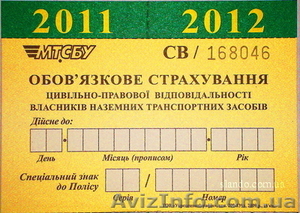 2011 2012
МТСБУ СВ / 168046
ОБОВ'ЯЗКОВЕ СТРАХУВАННЯ
ЦИВІЛЬНО-ПРАВОВОЇ ВІДПОВІДАЛЬНОСТІ
ВЛАСНИКІВ НАЗЕМНИХ ТРАНСПОРТНИХ ЗАСОБІВ
Дійсне до:
День Місяць (прописом) Рік
Спеціальний знак
до Полісу
/
Серія Номер
AvizInfo.com.ua